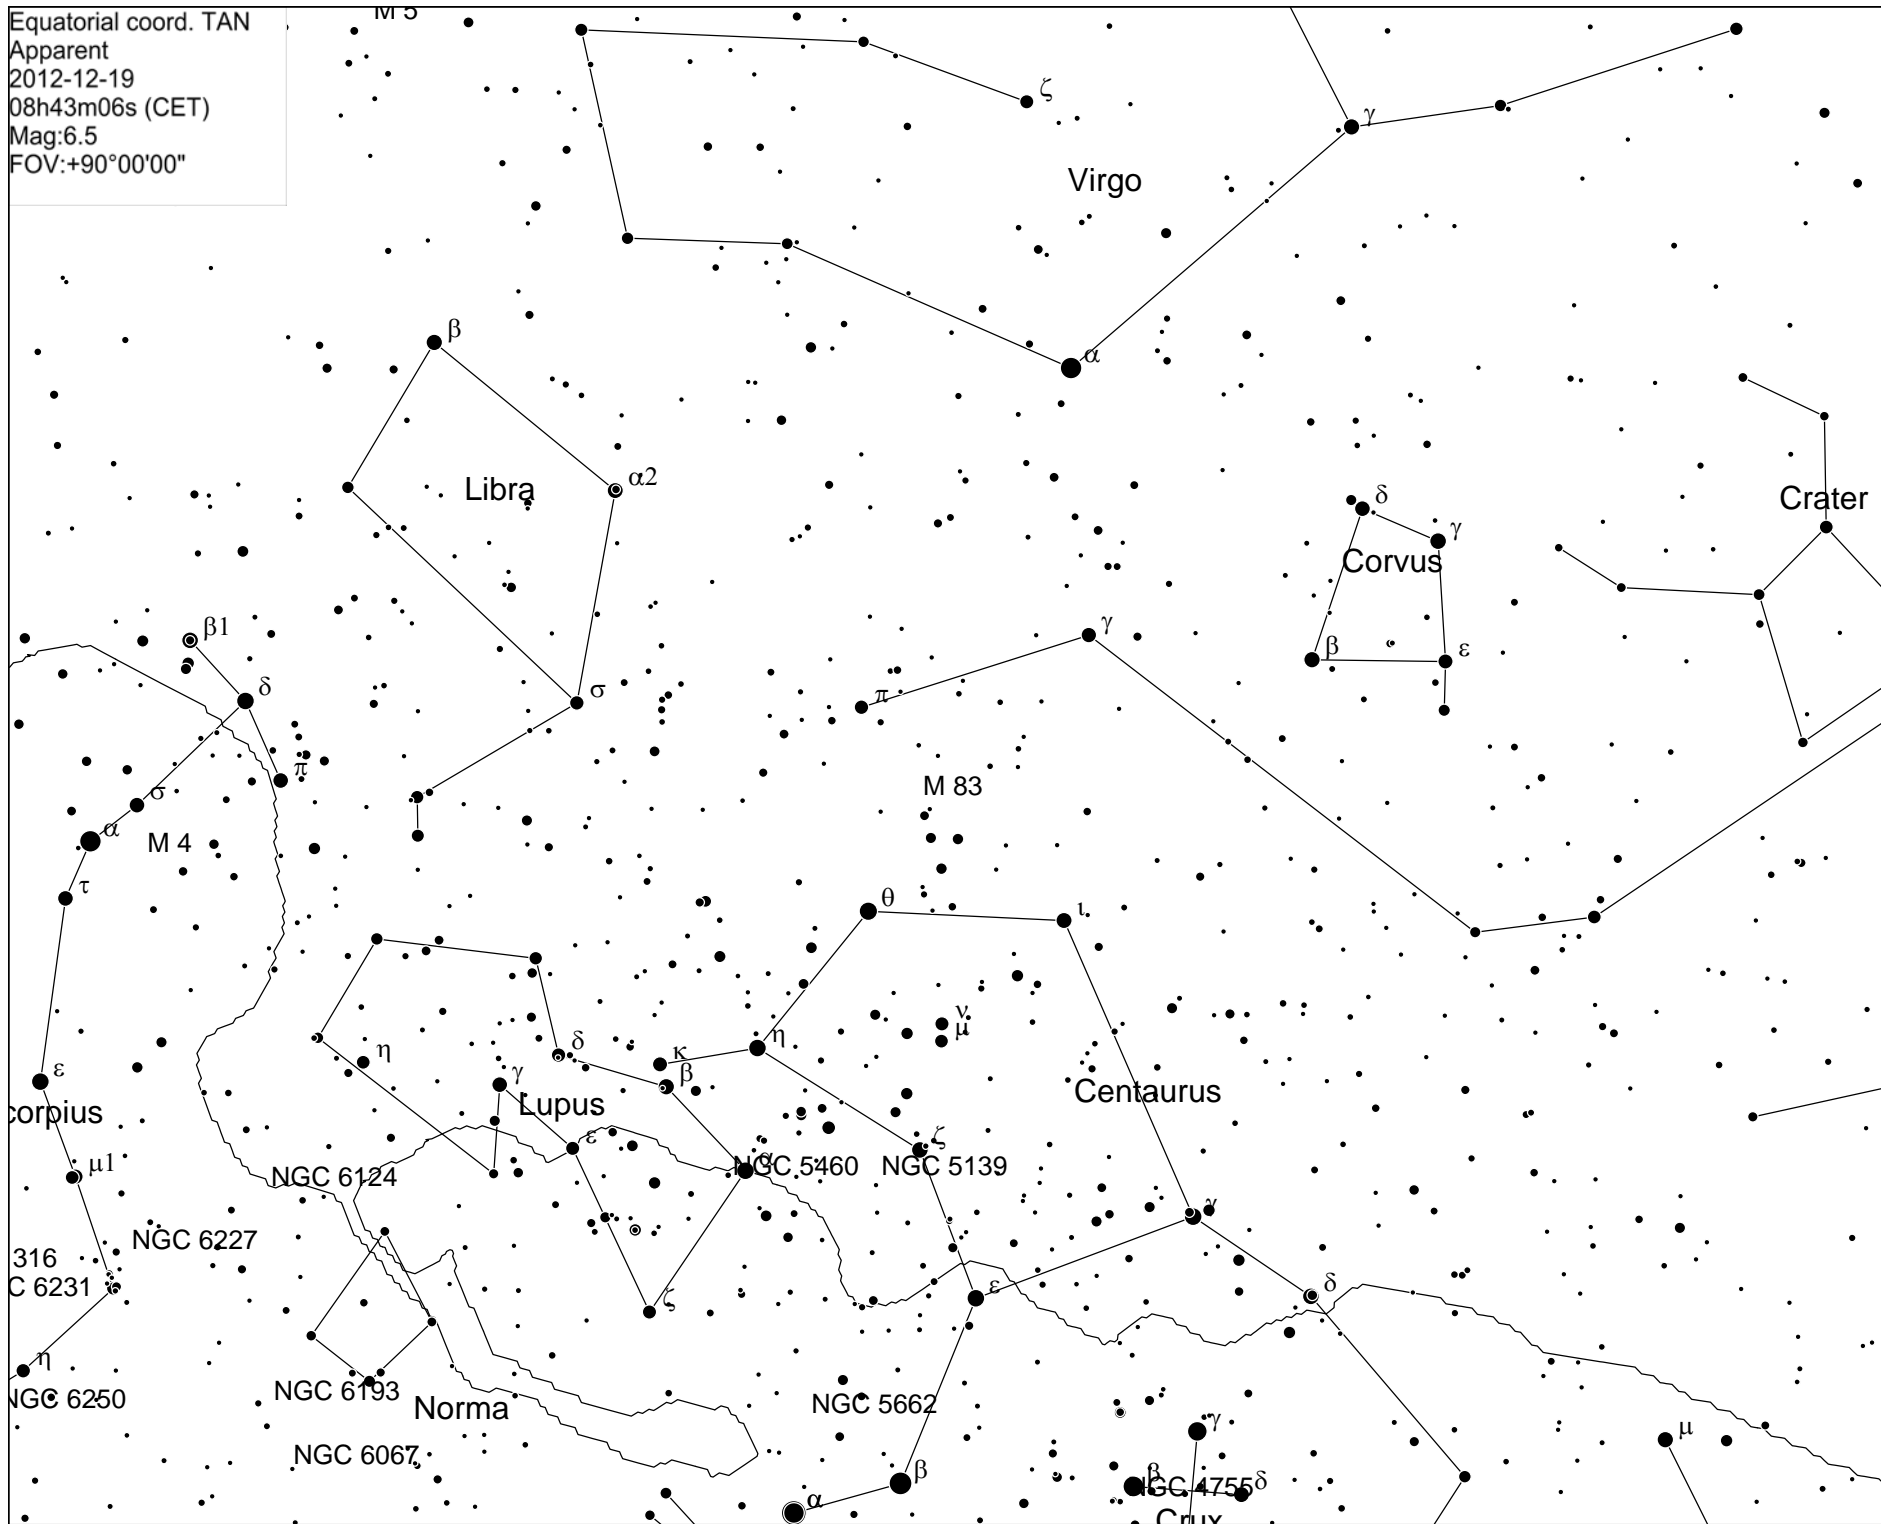 Equatorial coord. TAN
Apparent
2012-12-19
08h43m06s (CET)
Mag:6.5
FOV:+90°00'00"
M 5
ζ
γ
Virgo
β
α
α2
Libra
δ
γ
Corvus
Crater
β1
γ
β
ε
δ
σ
π
π
σ
M 83
α
M 4
τ
θ
ι
ν
μ
η
δ
κ
η
ε
γ
β
Centaurus
corpius
Lupus
ε
ζ
μ1
NGC 6124
α
NGC 5460
NGC 5139
γ
NGC 6227
316
C 6231
ε
δ
ζ
η
NGC 6250
NGC 6193
Norma
NGC 5662
γ
μ
NGC 6067
β
β
NGC 4755
δ
α
Crux